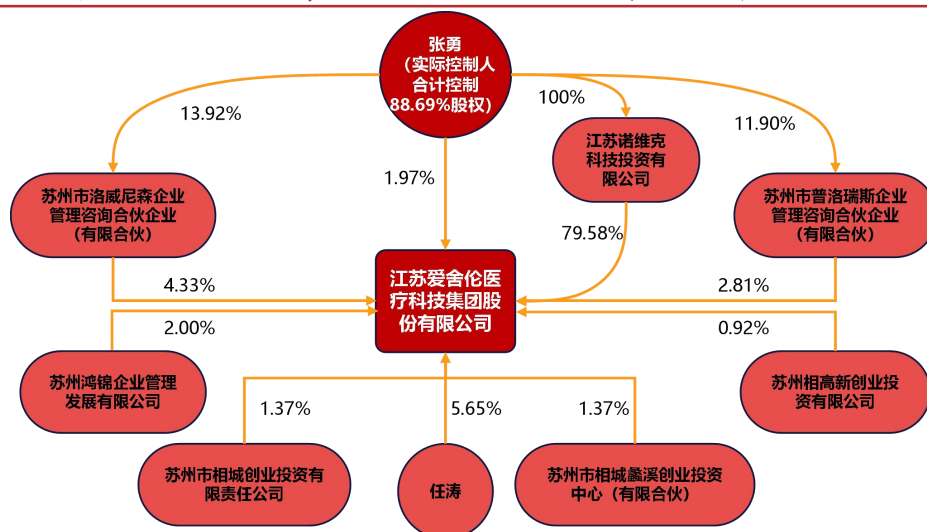 张勇
（实际控制人
合计控制
88.69%股权）
13.92%
100%
11.90%
江苏诺维克
科技投资有
限公司
1.97%
苏州市洛威尼森企业
管理咨询合伙企业
（有限合伙）
苏州市普洛瑞斯企业
管理咨询合伙企业
（有限合伙）
79.58%
江苏爱舍伦医
疗科技集团股
份有限公司
4.33%
2.81%
2.00%
0.92%
苏州鸿锦企业管理
发展有限公司
苏州相高新创业投
资有限公司
1.37%
5.65%
1.37%
苏州市相城创业投资有
限责任公司
任涛
苏州市相城蠡溪创业投资
中心（有限合伙）